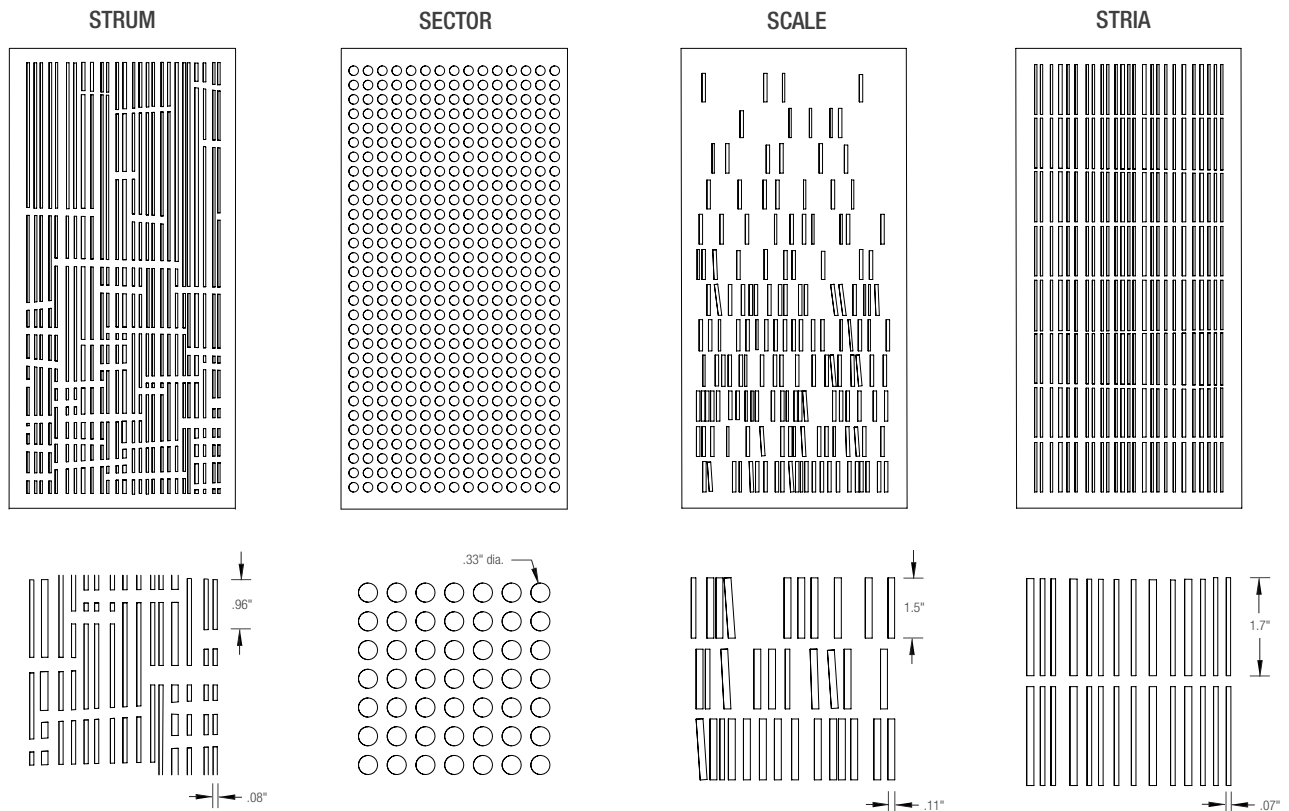 STRUM
SECTOR
SCALE
STRIA
.96"
.08"
.33" dia.
1.5"
.11"
1.7"
.07"